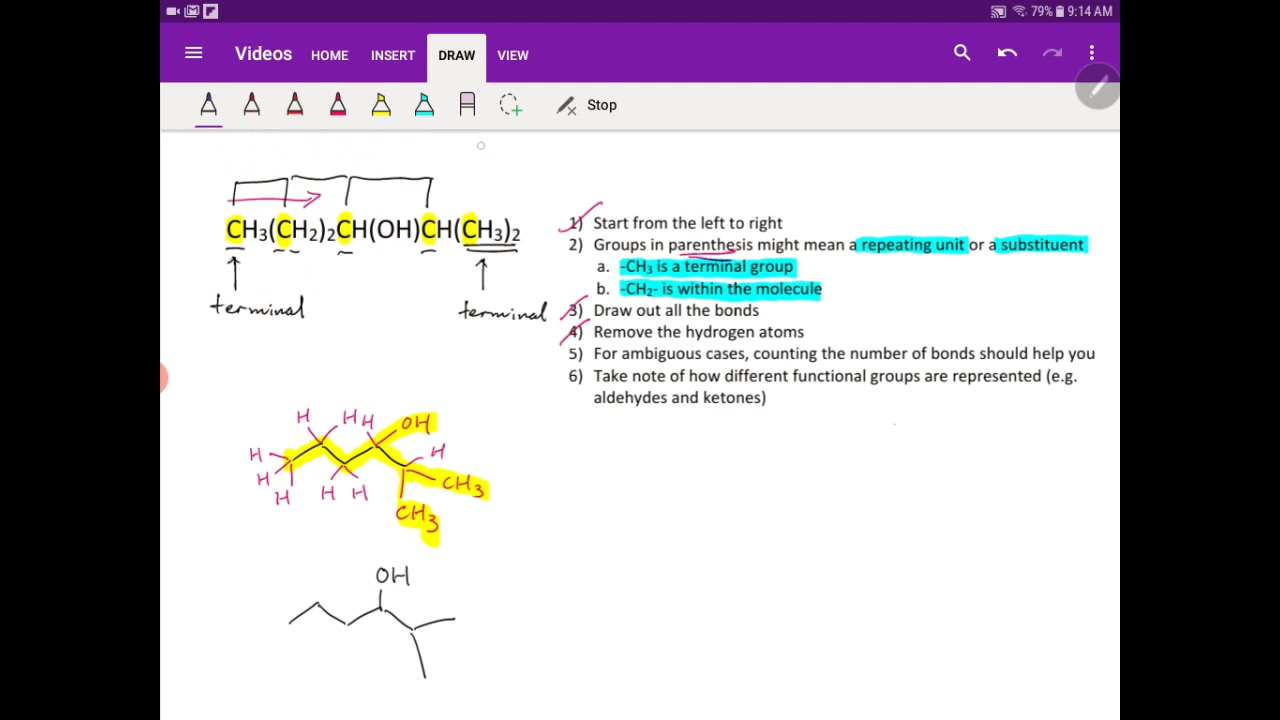 79% 9:14 AM
Videos HOME INSERT DRAW VIEW
Stop
CH3(CH2)2CH(OH)CH(CH3)2
terminal terminal
1) Start from the left to right
2) Groups in parenthesis might mean a repeating unit or a substituent
a. -CH3 is a terminal group
b. -CH2- is within the molecule
3) Draw out all the bonds
4) Remove the hydrogen atoms
5) For ambiguous cases, counting the number of bonds should help you
6) Take note of how different functional groups are represented (e.g.
aldehydes and ketones)
H H H OH
H H
H CH3
H H H
CH3
OH